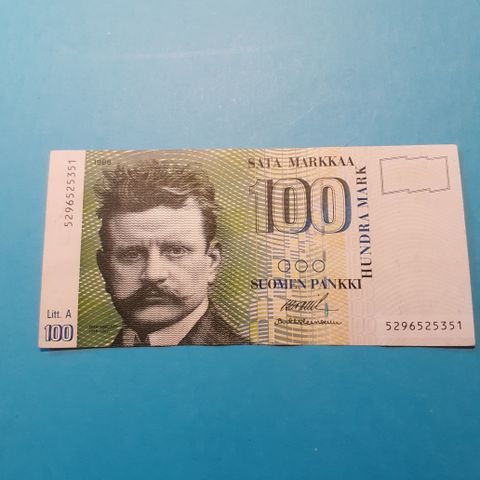 1986
SATA MARKKAA
100
HUNDRA MARK
SUOMEN PANKKI
5296525351
Litt. A
100
5296525351